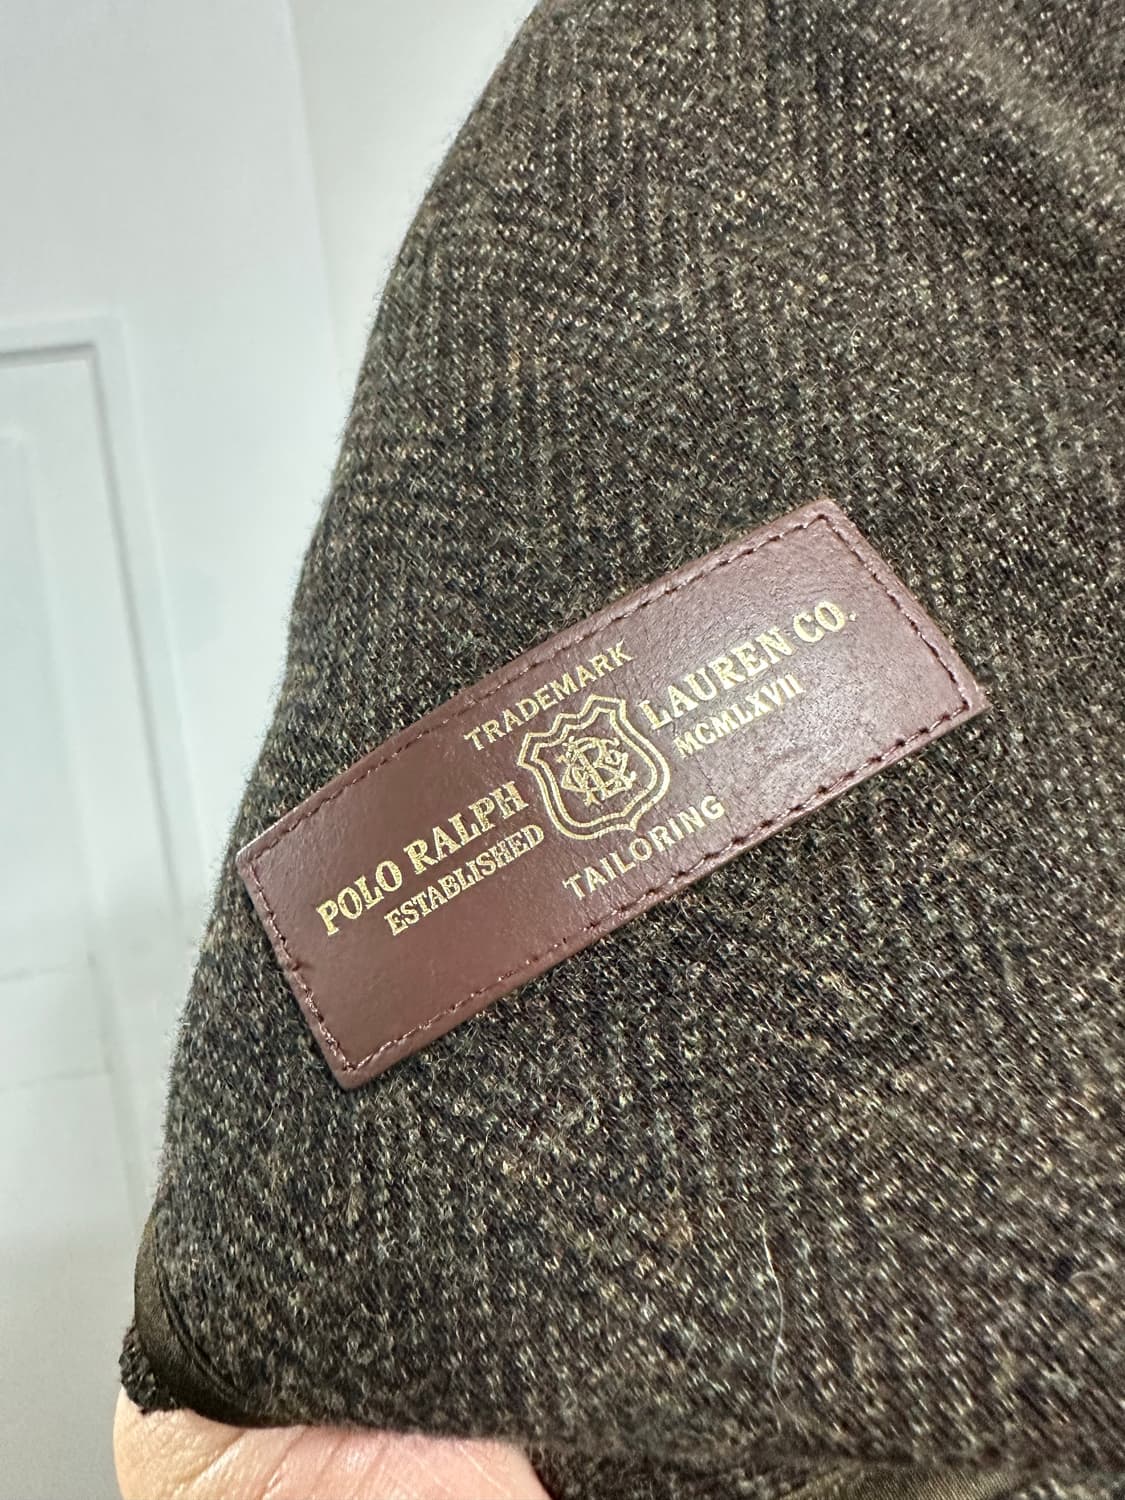 TRADEMARK
POLO RALPH LAUREN CO.
ESTABLISHED MCMLXVII
TAILORING